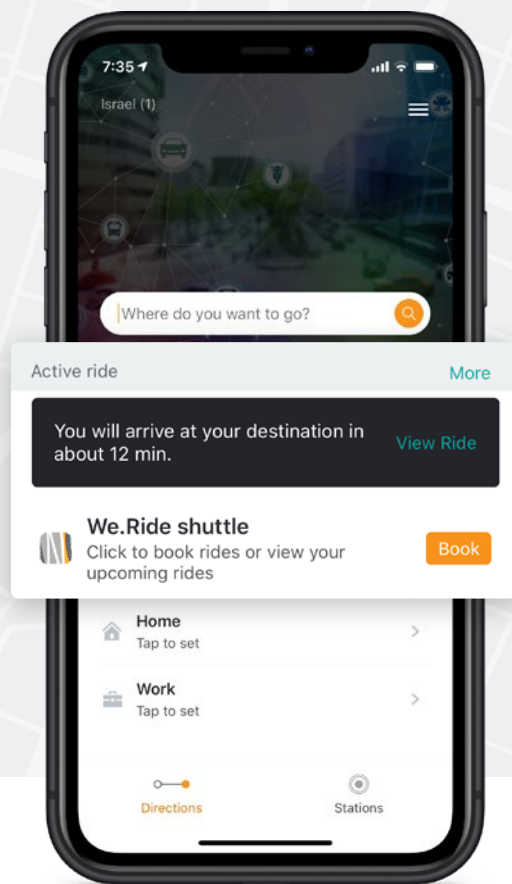 7:35
Israel (1)
Where do you want to go?
Active ride
More
You will arrive at your destination in
about 12 min.
View Ride
We.Ride shuttle
Click to book rides or view your
upcoming rides
Book
Home
Tap to set
Work
Tap to set
Directions
Stations